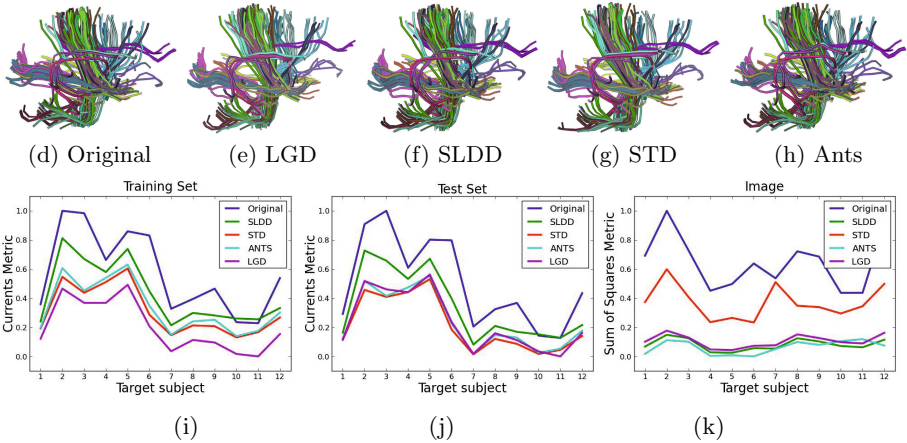 (d) Original (e) LGD (f) SLDD (g) STD (h) Ants
Training Set
Currents Metric
1.0
0.8
0.6
0.4
0.2
0.0
1 2 3 4 5 6 7 8 9 10 11 12
Target subject
Original
SLDD
STD
ANTS
LGD
(i)
Test Set
Currents Metric
1.0
0.8
0.6
0.4
0.2
0.0
1 2 3 4 5 6 7 8 9 10 11 12
Target subject
Original
SLDD
STD
ANTS
LGD
(j)
Image
Sum of Squares Metric
1.0
0.8
0.6
0.4
0.2
0.0
1 2 3 4 5 6 7 8 9 10 11 12
Target subject
Original
SLDD
STD
ANTS
LGD
(k)